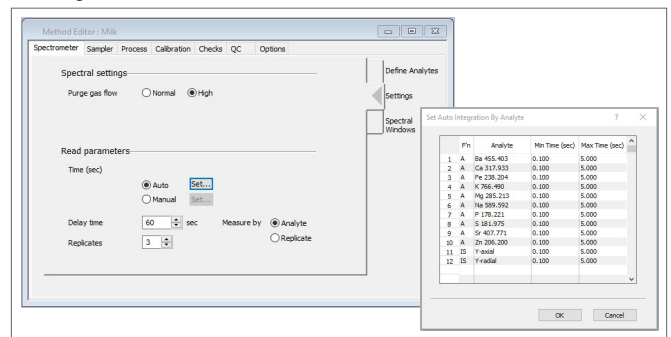 Method Editor : Milk
Spectrometer Sampler Process Calibration Checks QC Options
Spectral settings
Purge gas flow Normal High
Define Analytes
Settings
Spectral
Windows
Read parameters
Time (sec)
Auto Set...
Manual Set...
Delay time 60 sec Measure by Analyte
Replicate
Replicates 3
Set Auto Integration By Analyte ? X
F'n Analyte Min Time (sec) Max Time (sec)
1 A Ba 455.403 0.100 5.000
2 A Ca 317.933 0.100 5.000
3 A Fe 238.204 0.100 5.000
4 A K 766.490 0.100 5.000
5 A Mg 285.213 0.100 5.000
6 A Na 589.592 0.100 5.000
7 A P 178.221 0.100 5.000
8 A S 181.975 0.100 5.000
9 A Sr 407.771 0.100 5.000
10 A Zn 206.200 0.100 5.000
11 IS Y-axial 0.100 5.000
12 IS Y-radial 0.100 5.000
OK Cancel